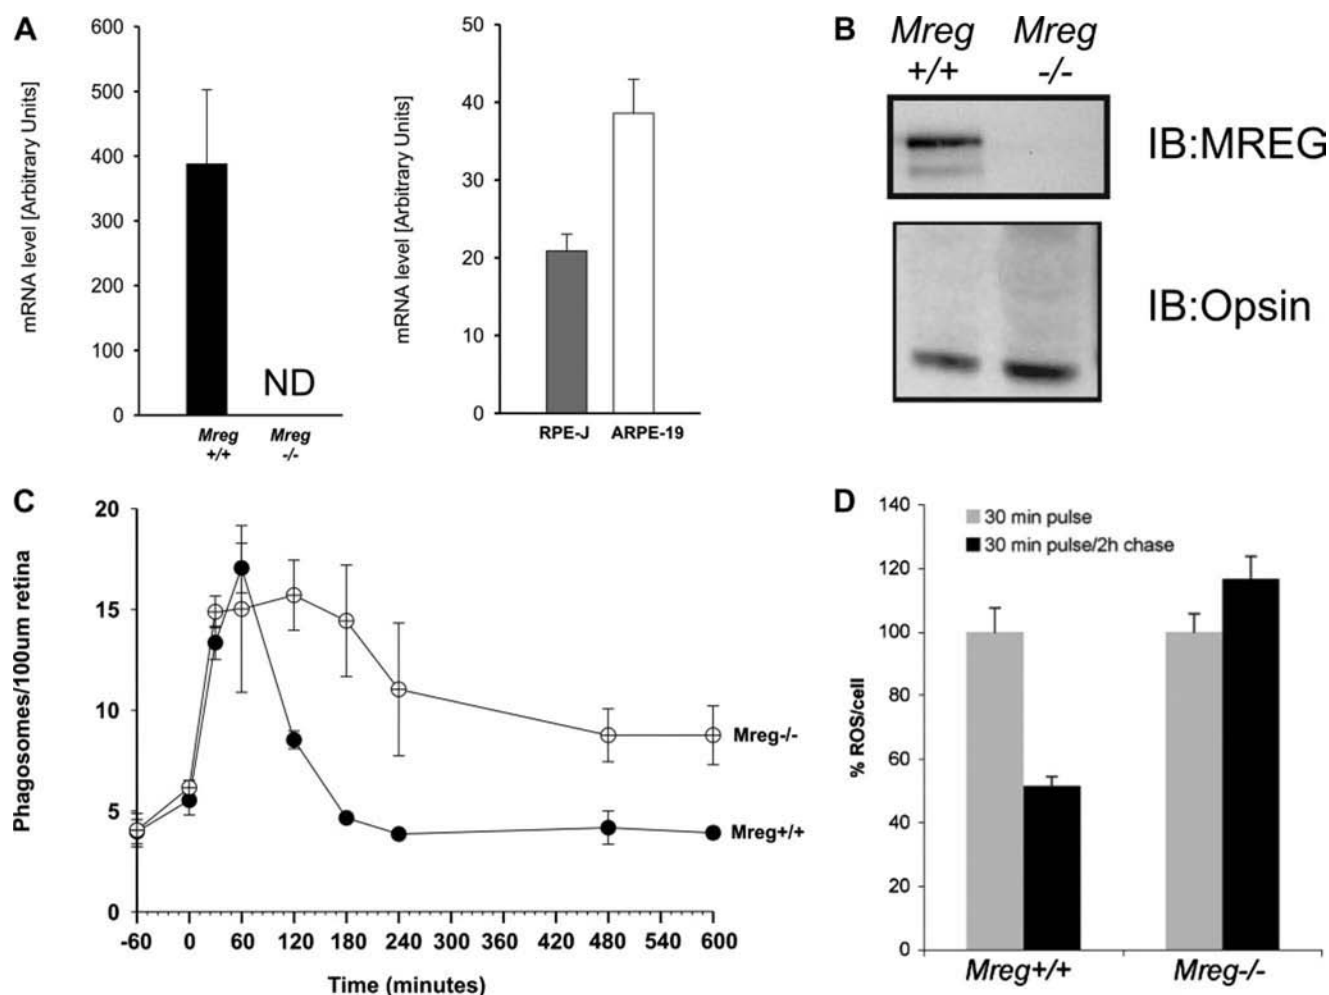 A
mRNA level [Arbitrary Units]
600
500
400
300
200
100
0
ND
Mreg +/+
Mreg -/-
mRNA level [Arbitrary Units]
50
40
30
20
10
0
RPE-J ARPE-19
B
Mreg Mreg
+/+ -/-
IB:MREG
IB:Opsin
C
Phagosomes/100um retina
20
15
10
5
0
Mreg-/-
Mreg+/+
-60 0 60 120 180 240 300 360 420 480 540 600
Time (minutes)
D
% ROS/cell
140
120
100
80
60
40
20
0
30 min pulse
30 min pulse/2h chase
Mreg+/+ Mreg-/-